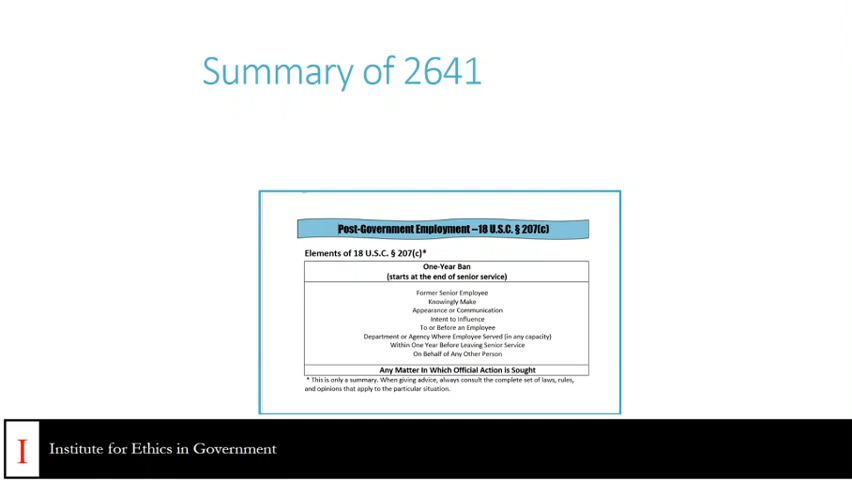 Summary of 2641
Post-Government Employment –18 U.S.C. § 207(c)
Elements of 18 U.S.C. § 207(c)*
One-Year Ban
(starts at the end of senior service)
Former Senior Employee
Knowingly Make
Appearance or Communication
Intent to Influence
To or Before an Employee
Department or Agency Where Employee Served (in any capacity)
Within One Year Before Leaving Senior Service
On Behalf of Any Other Person
Any Matter In Which Official Action is Sought
* This is only a summary. When giving advice, always consult the complete set of laws, rules,
and opinions that apply to the particular situation.
I
Institute for Ethics in Government